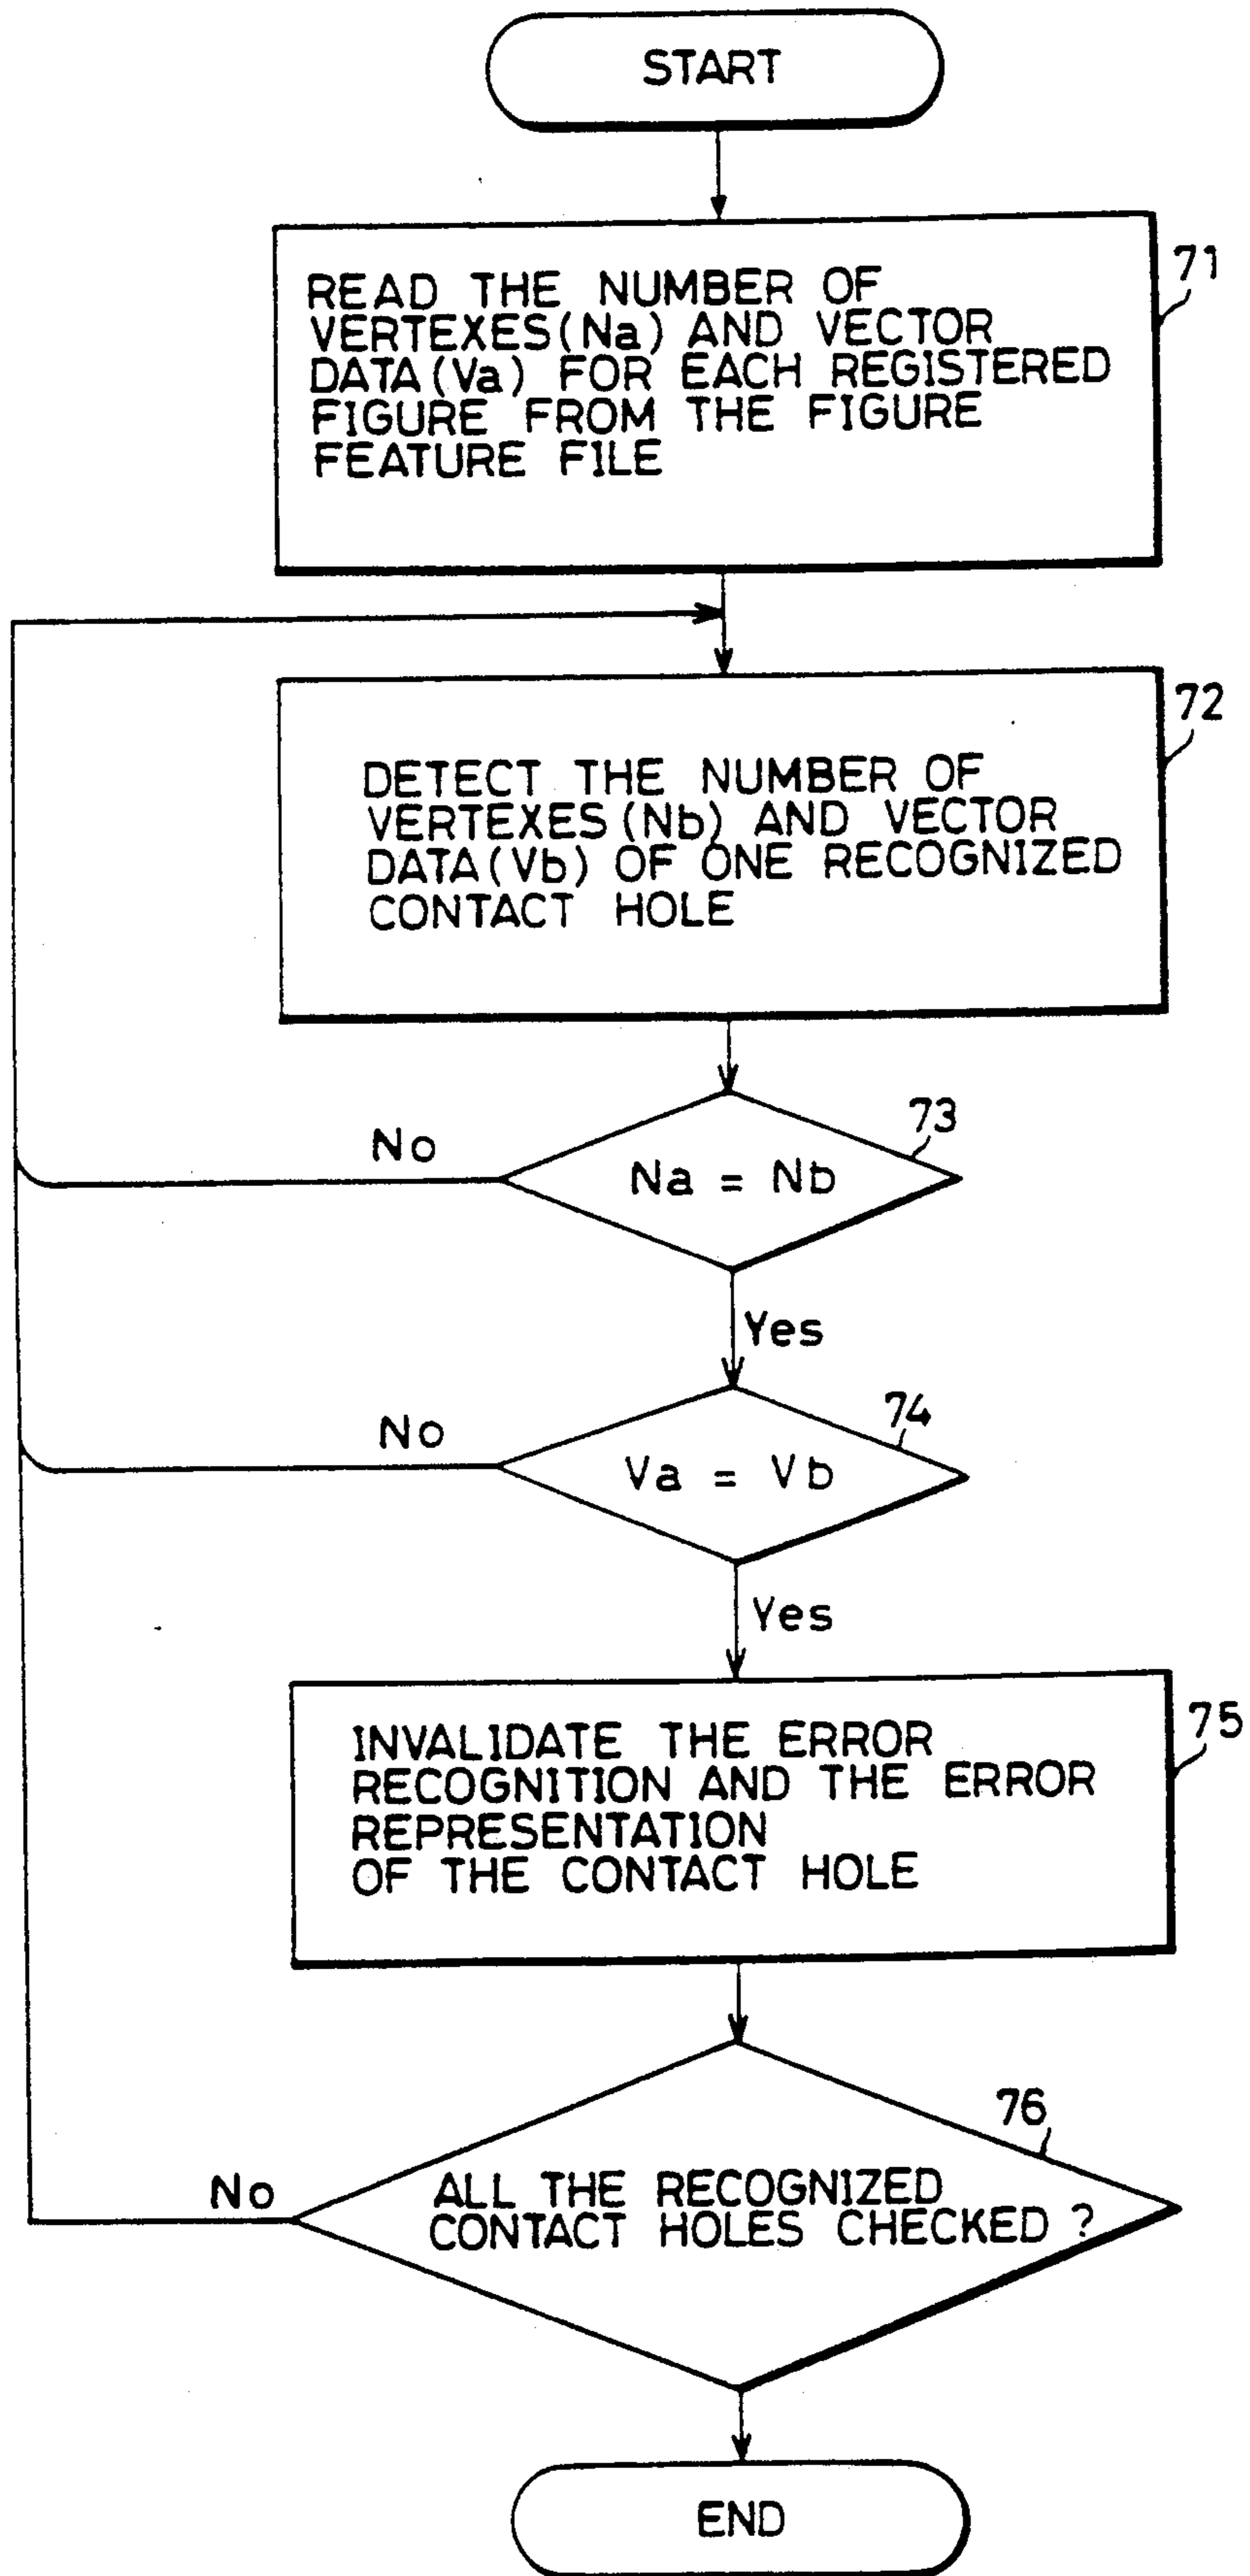 START
71
READ THE NUMBER OF
VERTEXES(Na) AND VECTOR
DATA(Va) FOR EACH REGISTERED
FIGURE FROM THE FIGURE
FEATURE FILE
72
DETECT THE NUMBER OF
VERTEXES(Nb) AND VECTOR
DATA(Vb) OF ONE RECOGNIZED
CONTACT HOLE
73
No
Na = Nb
Yes
74
No
Va = Vb
Yes
75
INVALIDATE THE ERROR
RECOGNITION AND THE ERROR
REPRESENTATION
OF THE CONTACT HOLE
76
No
ALL THE RECOGNIZED
CONTACT HOLES CHECKED ?
END